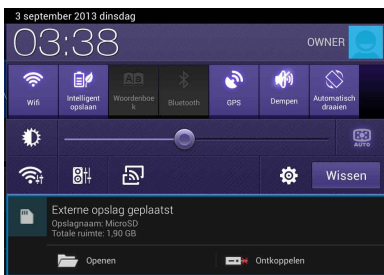 3 september 2013 dinsdag
03:38
OWNER
Wifi
Intelligent
opslaan
Woordenboe
k
Bluetooth
GPS
Dempen
Automatisch
draaien
AUTO
Wissen
Externe opslag geplaatst
Opslagnaam: MicroSD
Totale ruimte: 1,90 GB
Openen
Ontkoppelen